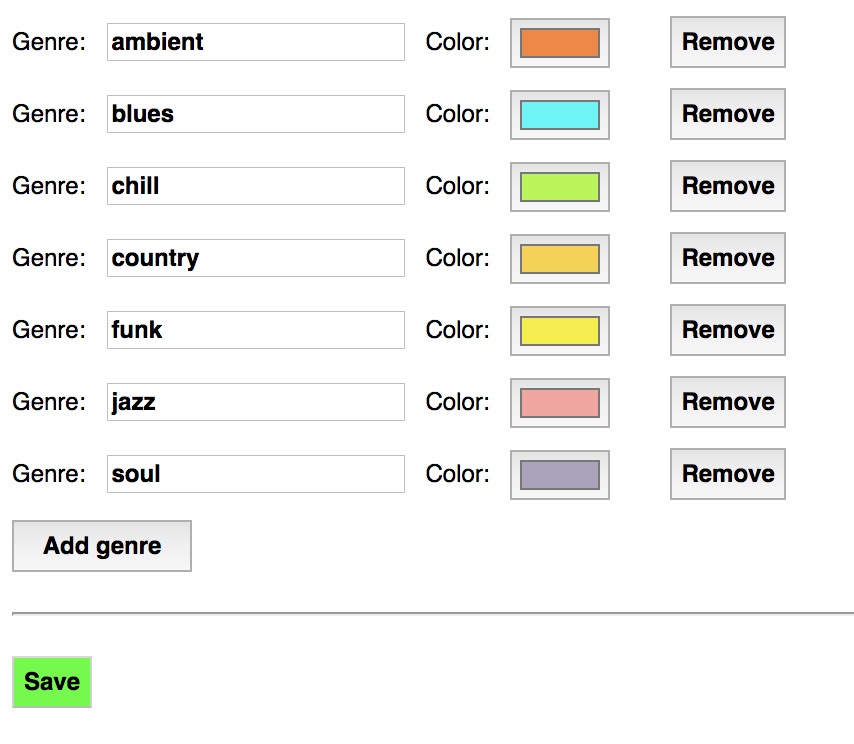 Genre: ambient Color: Remove
Genre: blues Color: Remove
Genre: chill Color: Remove
Genre: country Color: Remove
Genre: funk Color: Remove
Genre: jazz Color: Remove
Genre: soul Color: Remove
Add genre
Save